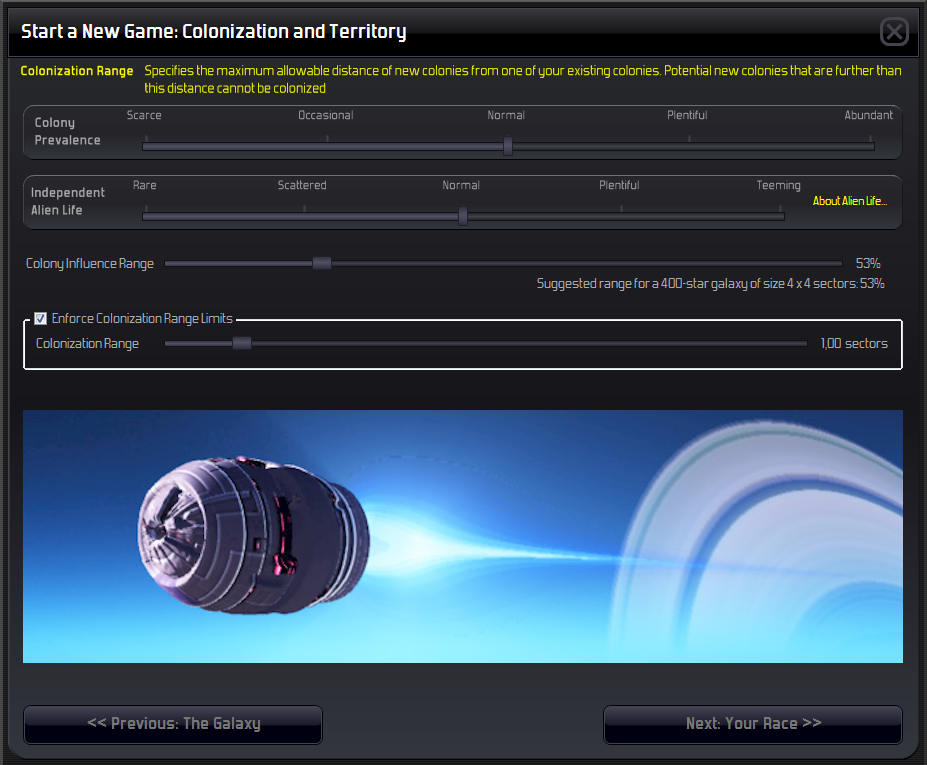 Start a New Game: Colonization and Territory
Colonization Range Specifies the maximum allowable distance of new colonies from one of your existing colonies. Potential new colonies that are further than
this distance cannot be colonized
Colony Prevalence
Scarce Occasional Normal Plentiful Abundant
Independent Alien Life
Rare Scattered Normal Plentiful Teeming
About Alien Life...
Colony Influence Range 53%
Suggested range for a 400-star galaxy of size 4 x 4 sectors: 53%
Enforce Colonization Range Limits
Colonization Range 1,00 sectors
<< Previous: The Galaxy Next: Your Race >>